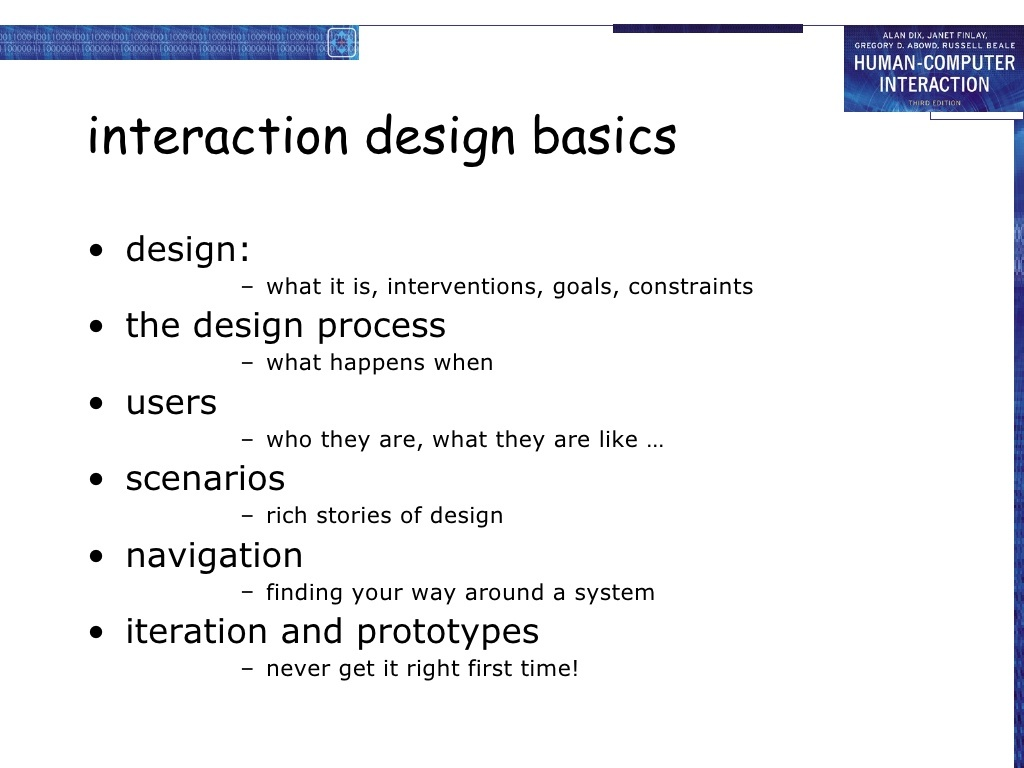 ALAN DIX, JANET FINLAY,
GREGORY D. ABOWD, RUSSELL BEALE
HUMAN-COMPUTER
INTERACTION
THIRD EDITION
interaction design basics
• design:
– what it is, interventions, goals, constraints
• the design process
– what happens when
• users
– who they are, what they are like …
• scenarios
– rich stories of design
• navigation
– finding your way around a system
• iteration and prototypes
– never get it right first time!